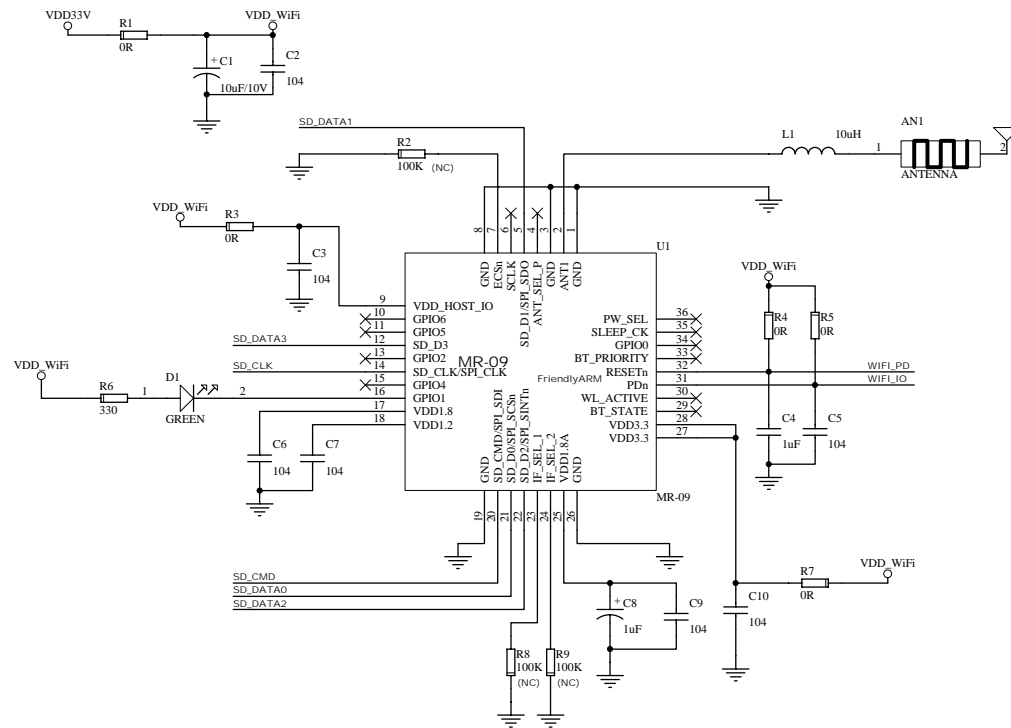 VDD33V
R1
0R
VDD_WiFi
C1
+
10uF/10V
C2
104
SD_DATA1
R2
100K
(NC)
L1
10uH
AN1
1
2
ANTENNA
VDD_WiFi
R3
0R
C3
104
8
7
6
5
4
3
2
1
U1
GND
ECSn
SCLK
SD_D1/SPI_SDO
ANT_SEL_P
GND
ANT1
GND
9
VDD_HOST_IO
10
GPIO6
11
GPIO5
SD_DATA3
12
SD_D3
13
GPIO2
SD_CLK
14
SD_CLK/SPI_CLK
15
GPIO4
16
GPIO1
17
VDD1.8
18
VDD1.2
MR-09
FriendlyARM
PW_SEL
36
SLEEP_CK
35
GPIO0
34
BT_PRIORITY
33
RESETn
32
PDn
31
WL_ACTIVE
30
BT_STATE
29
VDD3.3
28
VDD3.3
27
VDD_WiFi
R4
0R
R5
0R
WIFI_PD
WIFI_IO
C4
1uF
C5
104
VDD_WiFi
R6
330
1
D1
2
GREEN
C6
104
C7
104
GND
SD_CMD/SPI_SDI
SD_D0/SPI_SCSn
SD_D2/SPI_SINTn
IF_SEL_1
IF_SEL_2
VDD1.8A
GND
MR-09
19
20
21
22
23
24
25
26
SD_CMD
SD_DATA0
SD_DATA2
+
C8
1uF
C9
104
C10
104
R7
0R
VDD_WiFi
R8
100K
(NC)
R9
100K
(NC)